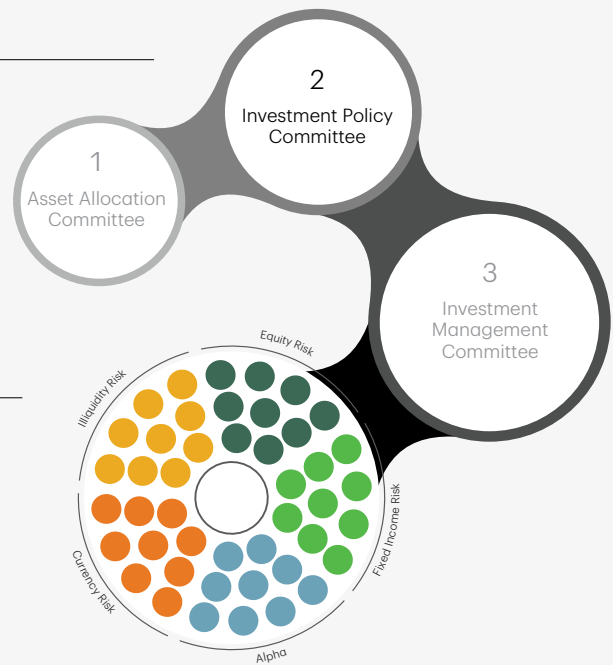 1
Asset Allocation
Committee
2
Investment Policy
Committee
3
Investment
Management
Committee
Equity Risk
Illiquidity Risk
Fixed Income Risk
Currency Risk
Alpha